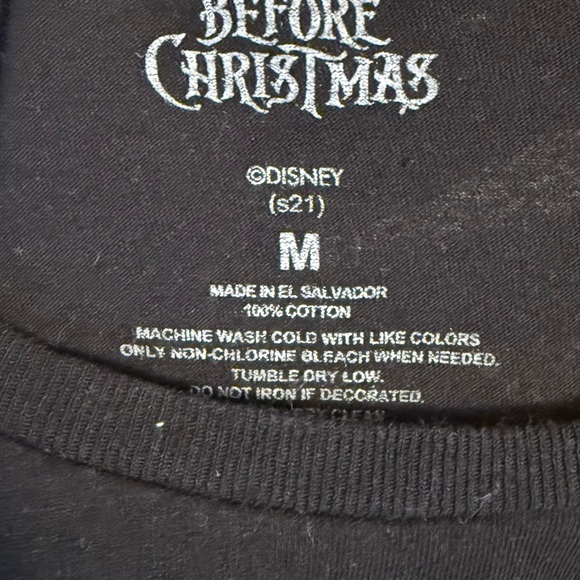 BEFORE
CHRISTMAS
©DISNEY
(s21)
M
MADE IN EL SALVADOR
100% COTTON
MACHINE WASH COLD WITH LIKE COLORS
ONLY NON-CHLORINE BLEACH WHEN NEEDED.
TUMBLE DRY LOW.
DO NOT IRON IF DECORATED.
CLEAN